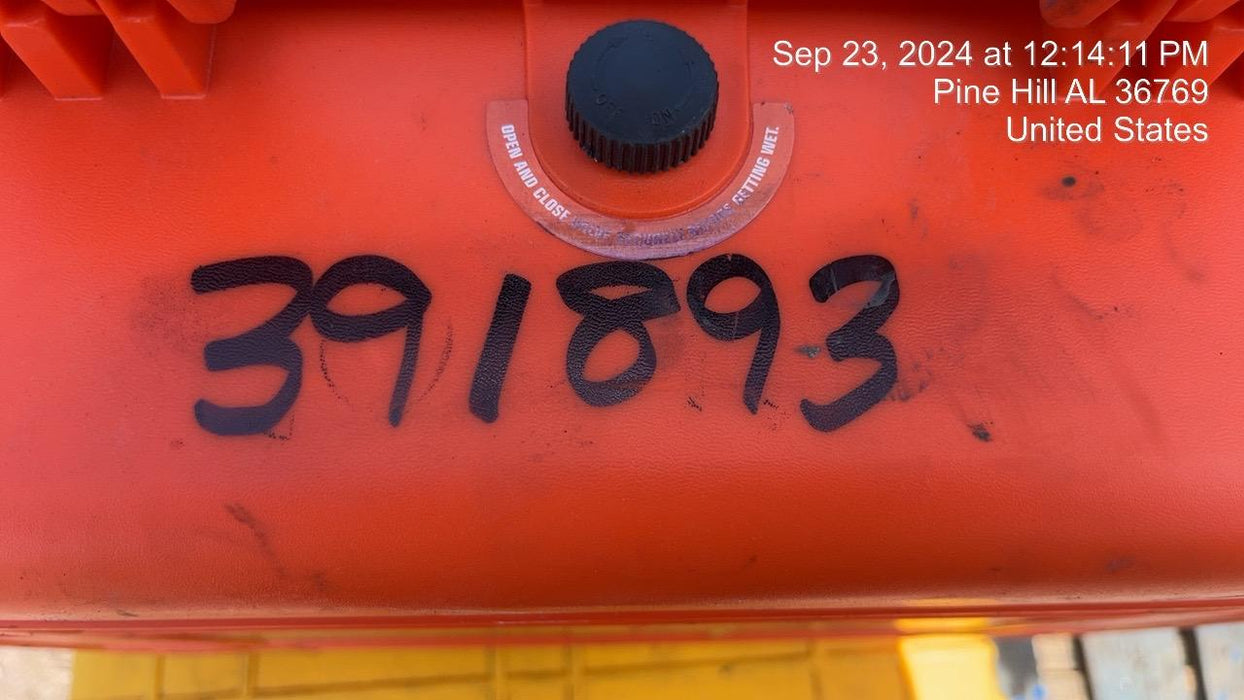 Sep 23, 2024 at 12:14:11 PM
Pine Hill AL 36769
United States
OFF ON
OPEN AND CLOSE GETTING WET.
391893